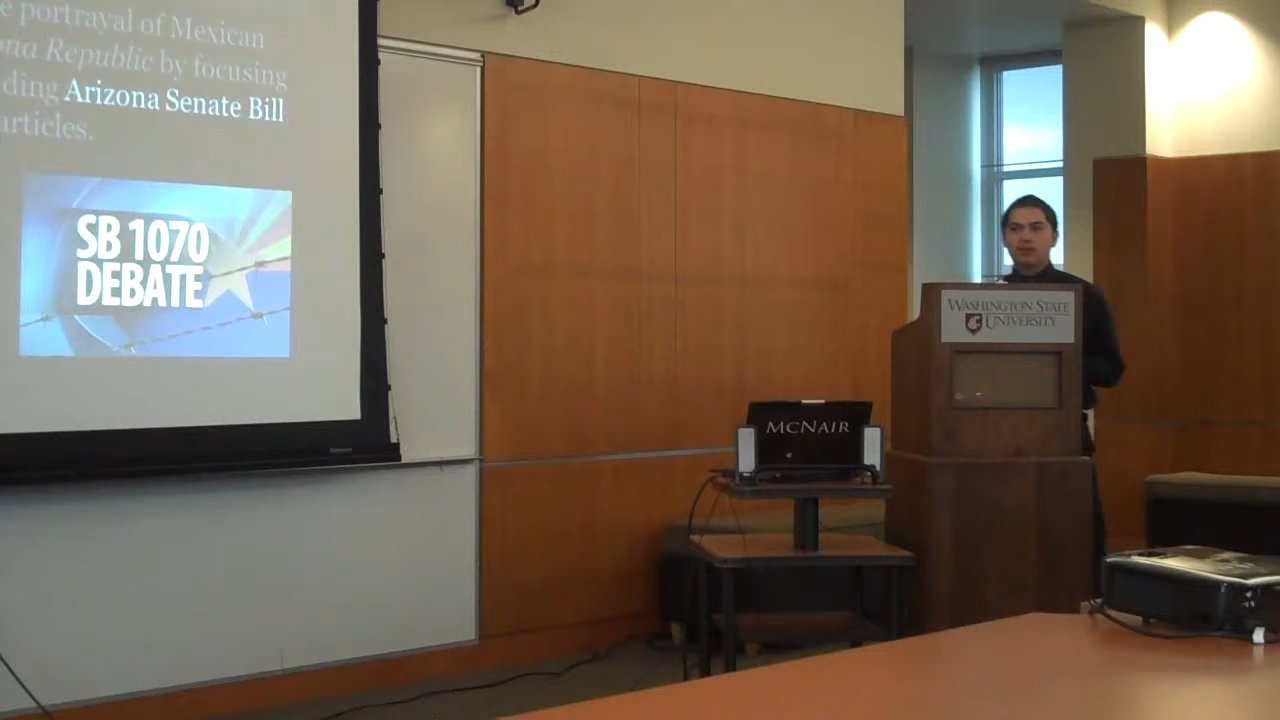 e portrayal of Mexican
ona Republic by focusing
ding Arizona Senate Bill
articles.
SB 1070
DEBATE
WASHINGTON STATE
UNIVERSITY
MCNAIR